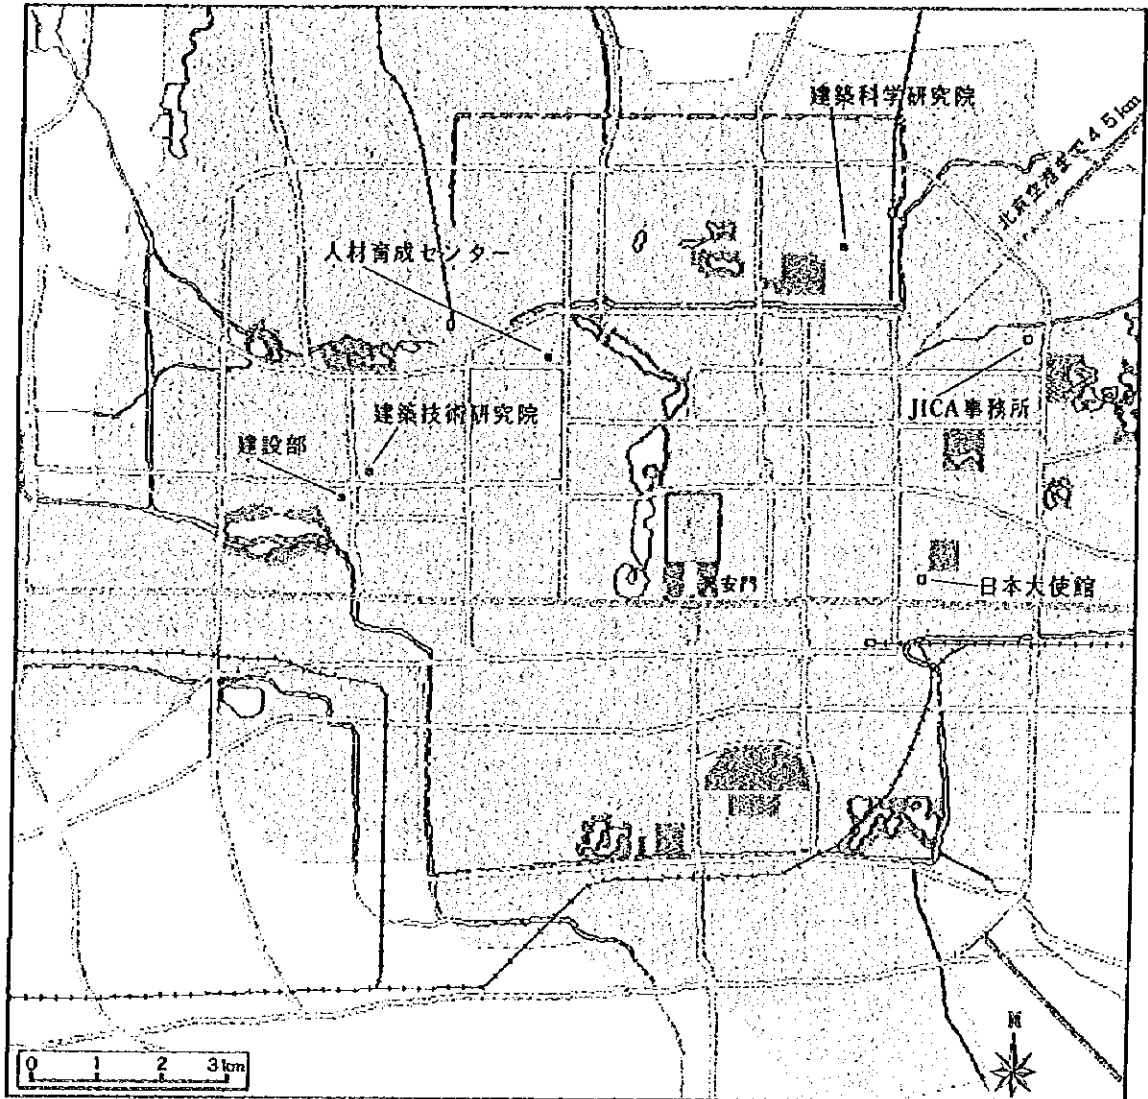 建築科学研究院
北京空港まで45km
人材育成センター
JICA事務所
建築技術研究院
建設部
安門
日本大使館
N
0 1 2 3km